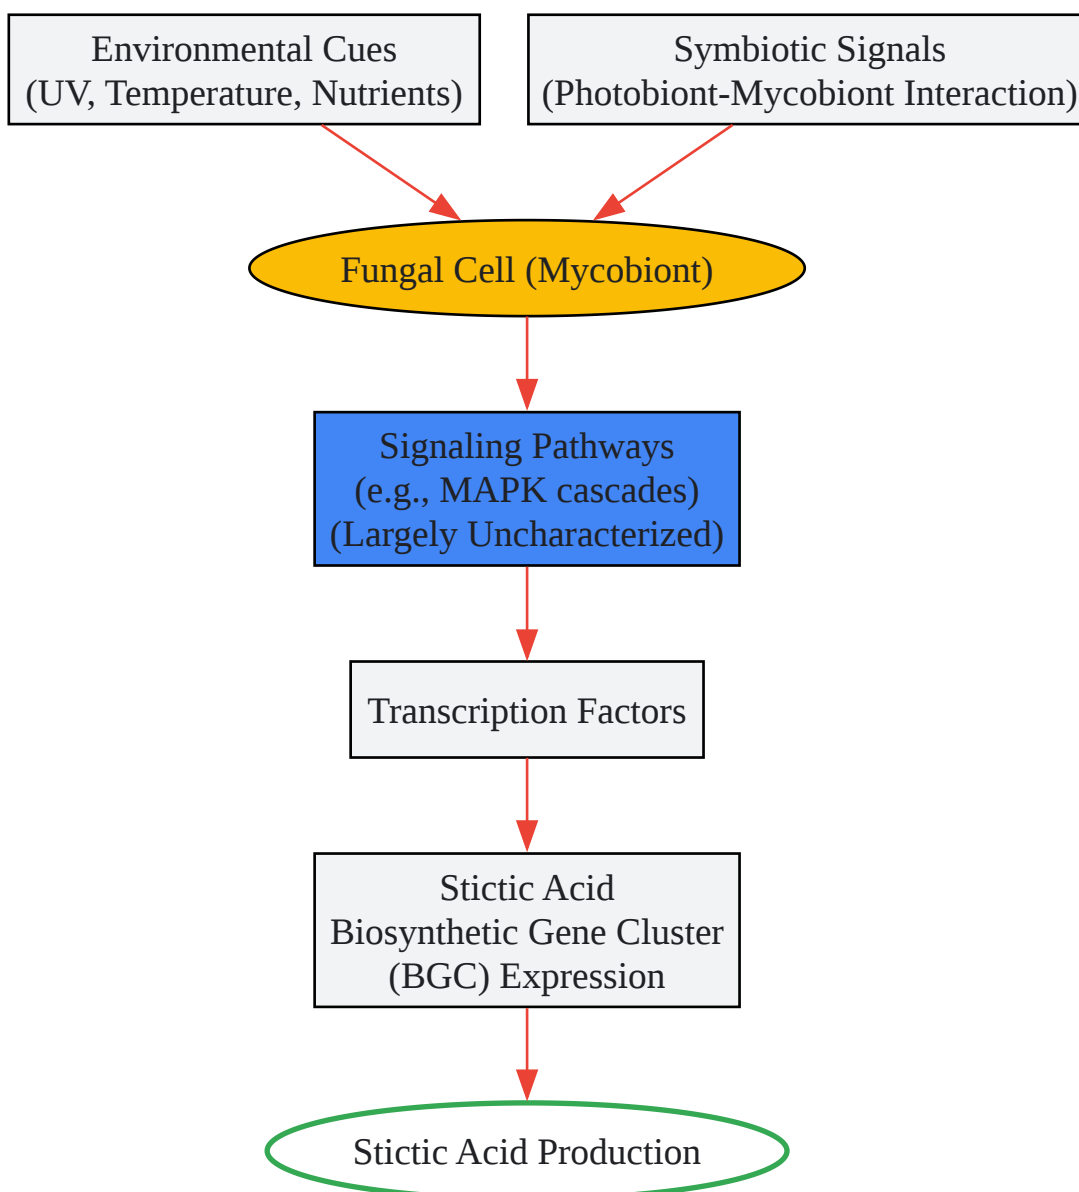 Environmental Cues
(UV, Temperature, Nutrients)
Symbiotic Signals
(Photobiont-Mycobiont Interaction)
Fungal Cell (Mycobiont)
Signaling Pathways
(e.g., MAPK cascades)
(Largely Uncharacterized)
Transcription Factors
Stictic Acid
Biosynthetic Gene Cluster
(BGC) Expression
Stictic Acid Production